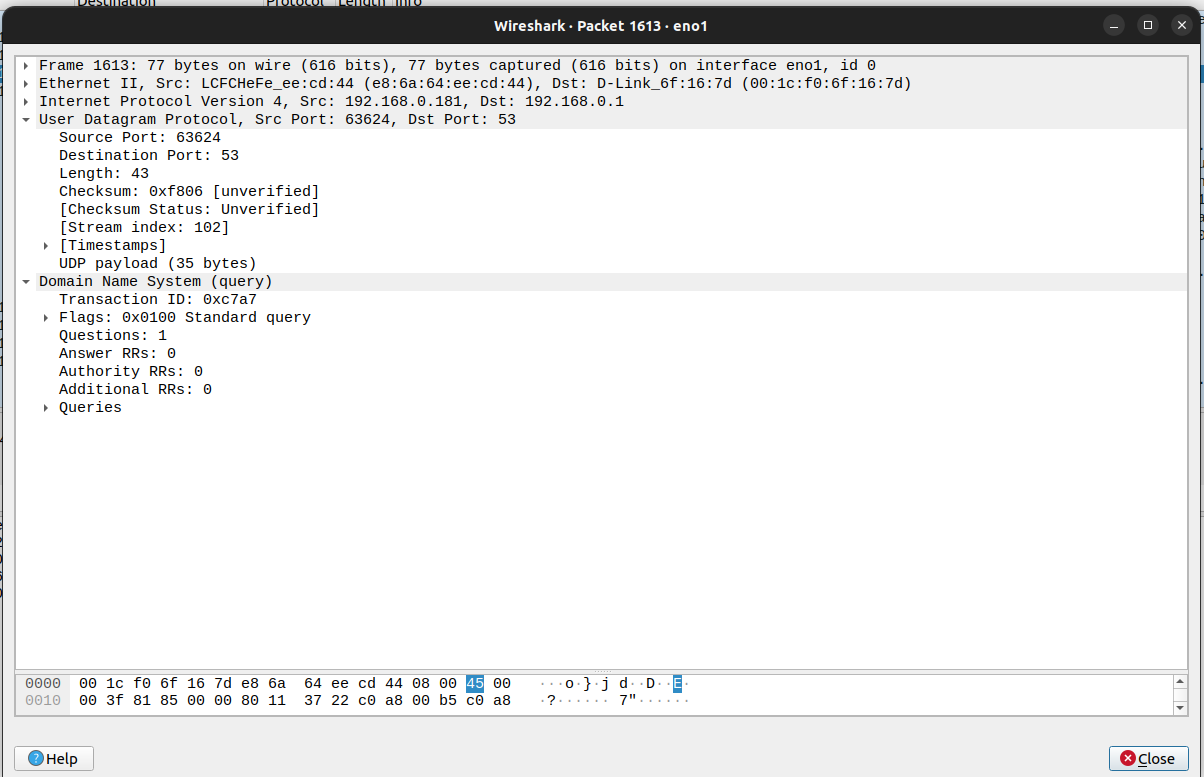 Destination Protocol Length Info
Wireshark · Packet 1613 · eno1
Frame 1613: 77 bytes on wire (616 bits), 77 bytes captured (616 bits) on interface eno1, id 0
Ethernet II, Src: LCFCHeFe_ee:cd:44 (e8:6a:64:ee:cd:44), Dst: D-Link_6f:16:7d (00:1c:f0:6f:16:7d)
Internet Protocol Version 4, Src: 192.168.0.181, Dst: 192.168.0.1
User Datagram Protocol, Src Port: 63624, Dst Port: 53
Source Port: 63624
Destination Port: 53
Length: 43
Checksum: 0xf806 [unverified]
[Checksum Status: Unverified]
[Stream index: 102]
[Timestamps]
UDP payload (35 bytes)
Domain Name System (query)
Transaction ID: 0xc7a7
Flags: 0x0100 Standard query
Questions: 1
Answer RRs: 0
Authority RRs: 0
Additional RRs: 0
Queries
0000 00 1c f0 6f 16 7d e8 6a 64 ee cd 44 08 00 45 00 ···o·}·j d··D··E·
0010 00 3f 81 85 00 00 80 11 37 22 c0 a8 00 b5 c0 a8 ·?······ 7"······
Help
Close